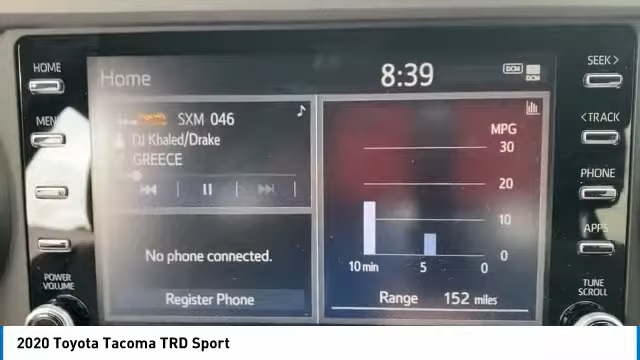 HOME
MENU
POWER
VOLUME
Home
8:39
DCM
DCM
SXM 046
DJ Khaled/Drake
GREECE
No phone connected.
Register Phone
MPG
30
20
10
0
10 min 5 0
Range 152 miles
SEEK >
< TRACK
PHONE
APPS
TUNE
SCROLL
2020 Toyota Tacoma TRD Sport